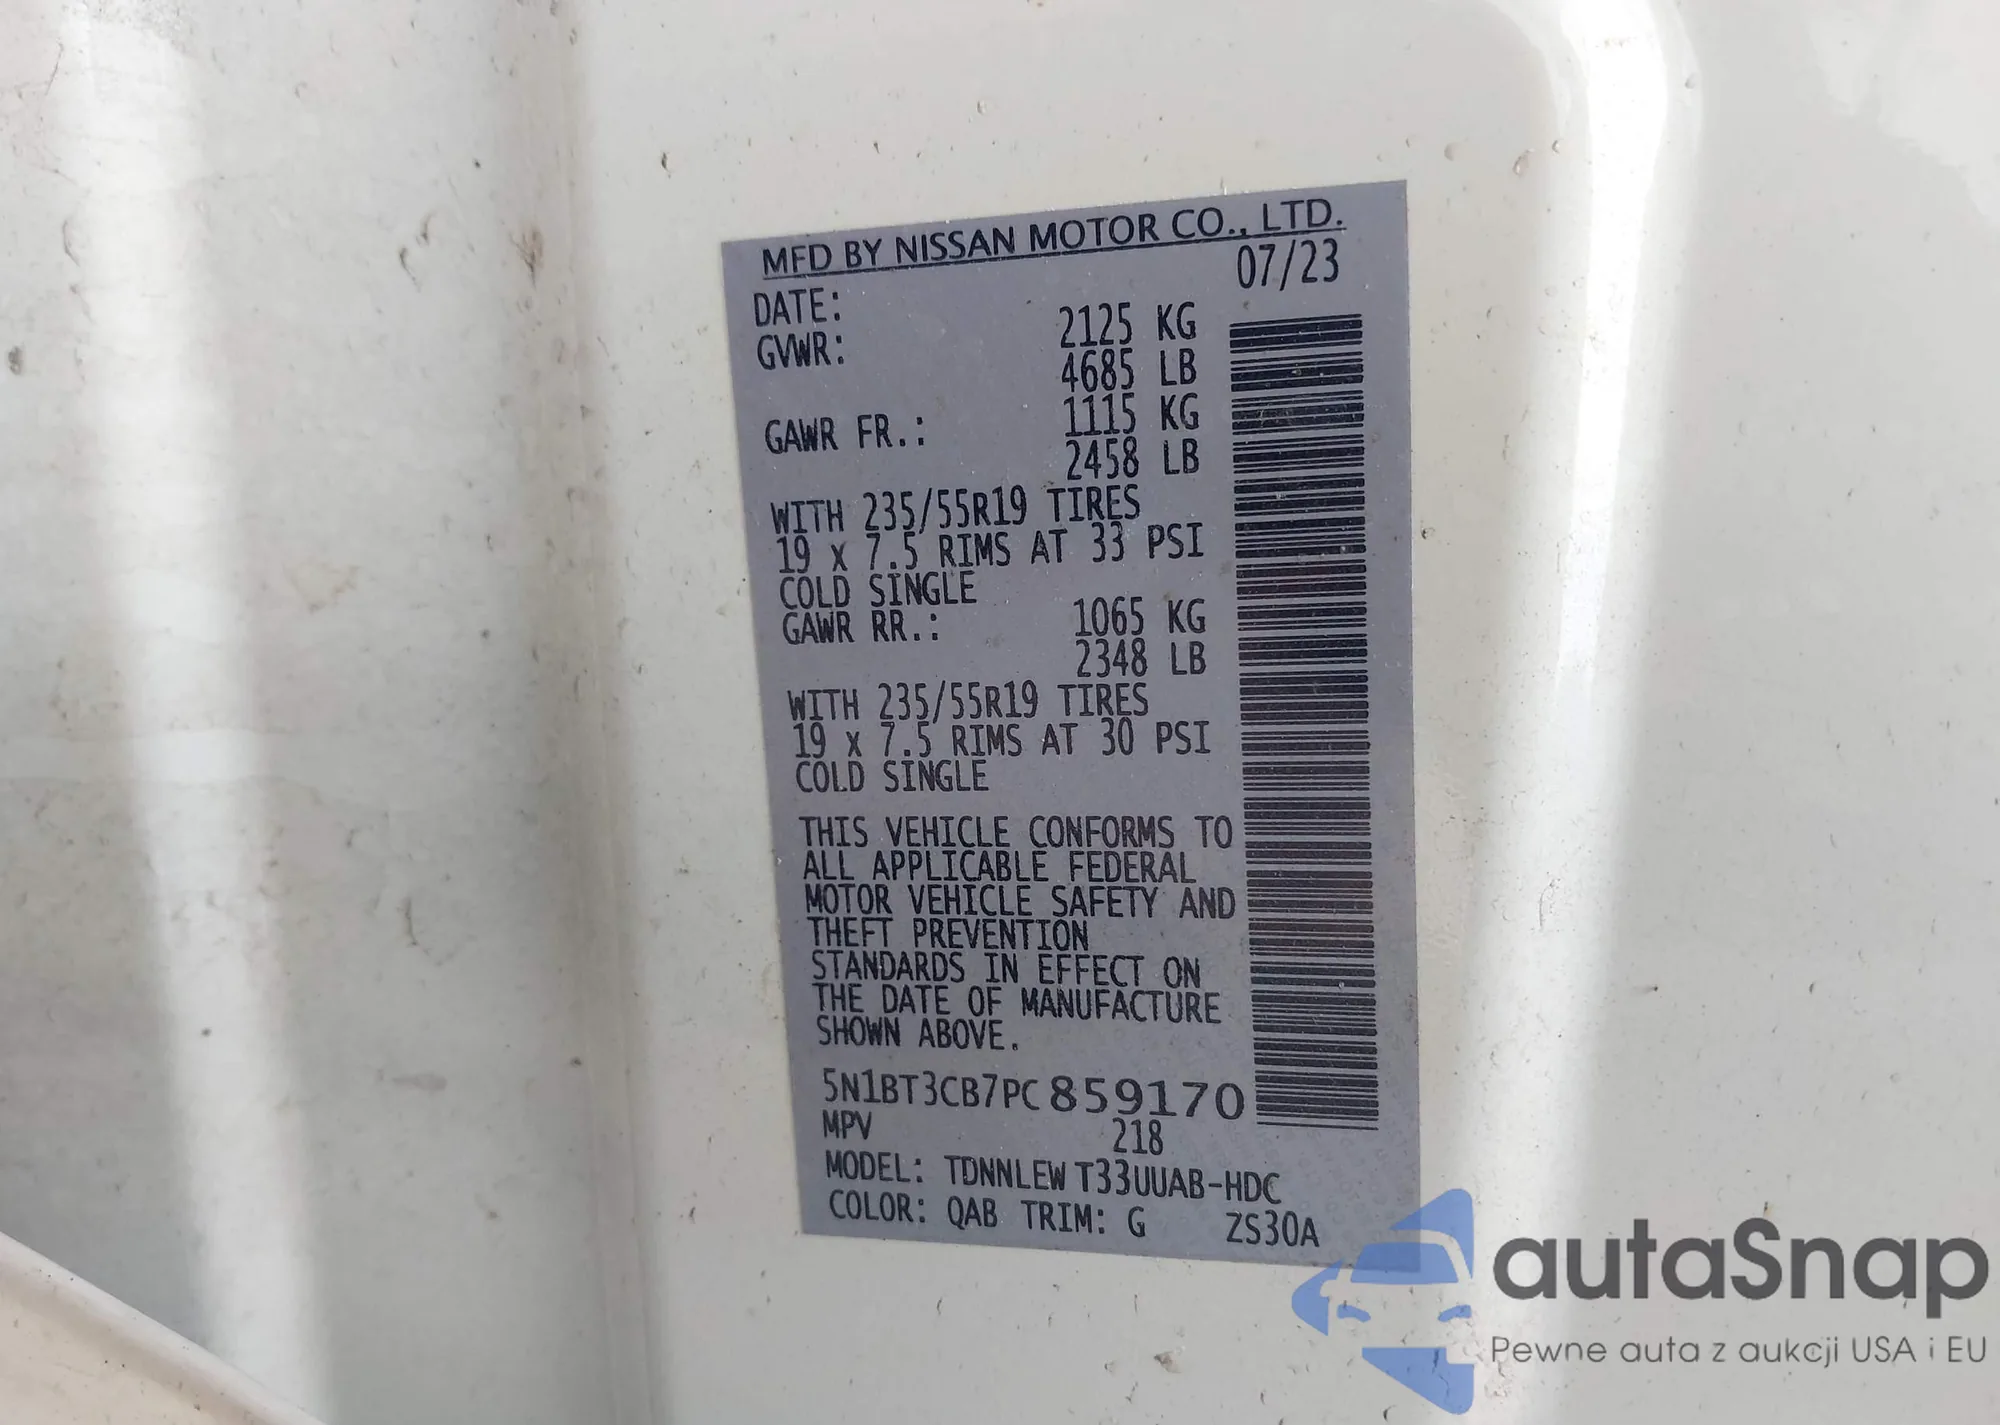 MFD BY NISSAN MOTOR CO., LTD.
DATE: 07/23
GVWR: 2125 KG
4685 LB
GAWR FR.: 1115 KG
2458 LB
WITH 235/55R19 TIRES
19 x 7.5 RIMS AT 33 PSI
COLD SINGLE
GAWR RR.: 1065 KG
2348 LB
WITH 235/55R19 TIRES
19 x 7.5 RIMS AT 30 PSI
COLD SINGLE
THIS VEHICLE CONFORMS TO
ALL APPLICABLE FEDERAL
MOTOR VEHICLE SAFETY AND
THEFT PREVENTION
STANDARDS IN EFFECT ON
THE DATE OF MANUFACTURE
SHOWN ABOVE.
5N1BT3CB7PC859170
MPV 218
MODEL: TDNNLEW T33UUAB-HDC
COLOR: QAB TRIM: G ZS30A
autaSnap
Pewne auta z aukcji USA i EU